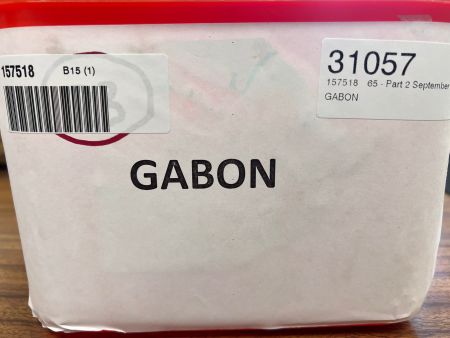 157518 B15 (1)
31057
157518 65 - Part 2 September
GABON
GABON